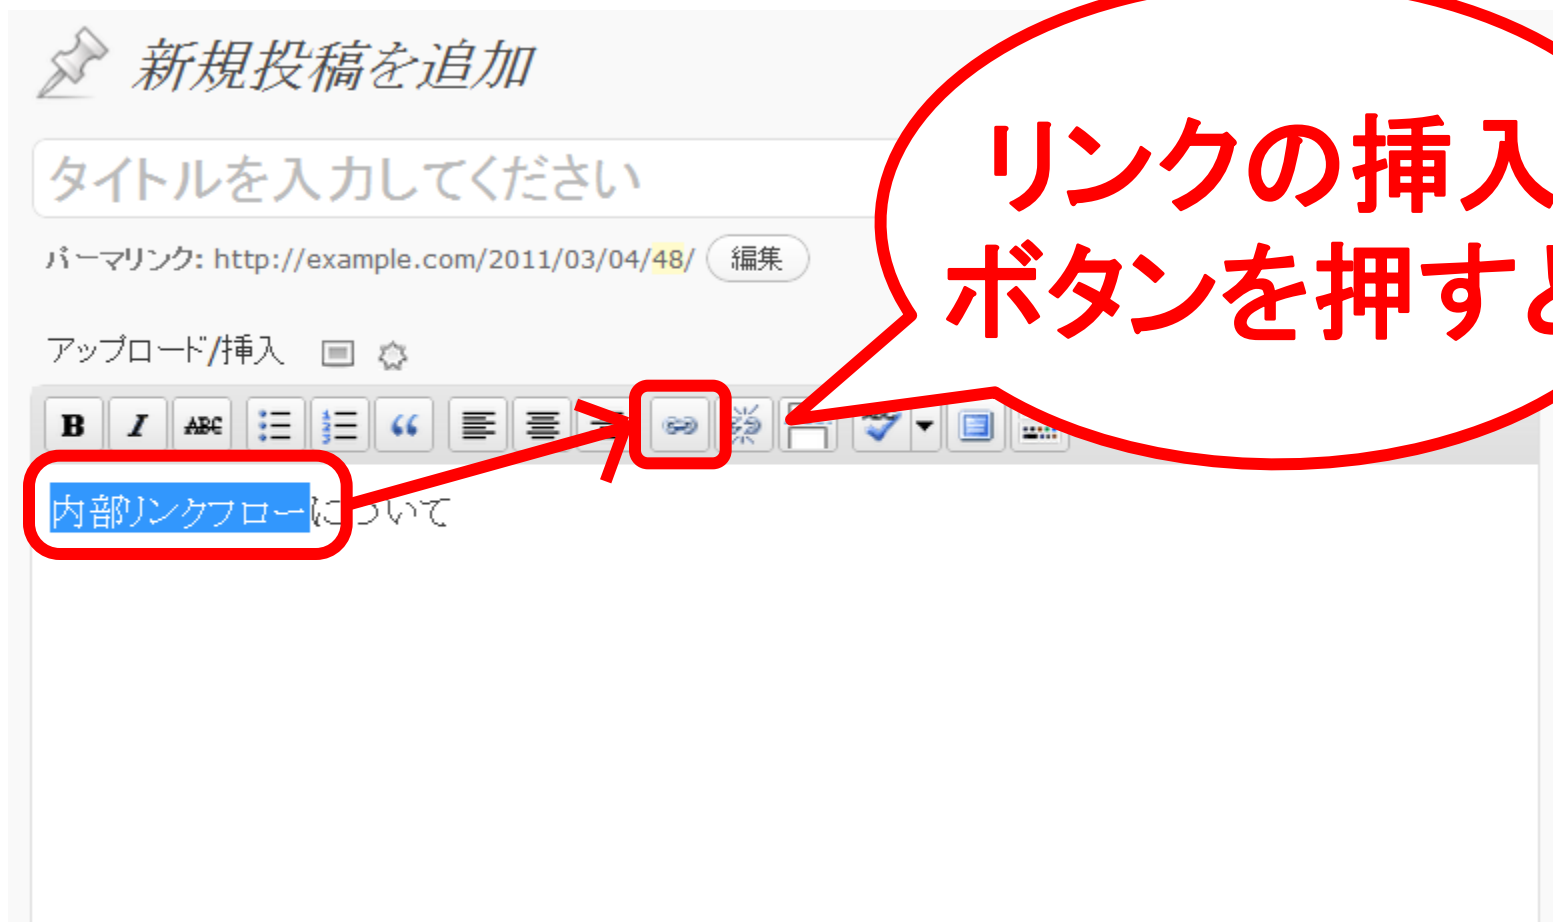 新規投稿を追加
タイトルを入力してください
パーマリンク: http://example.com/2011/03/04/48/ 編集
アップロード/挿入
B I ABC
内部リンクフローについて
リンクの挿入
ボタンを押すと